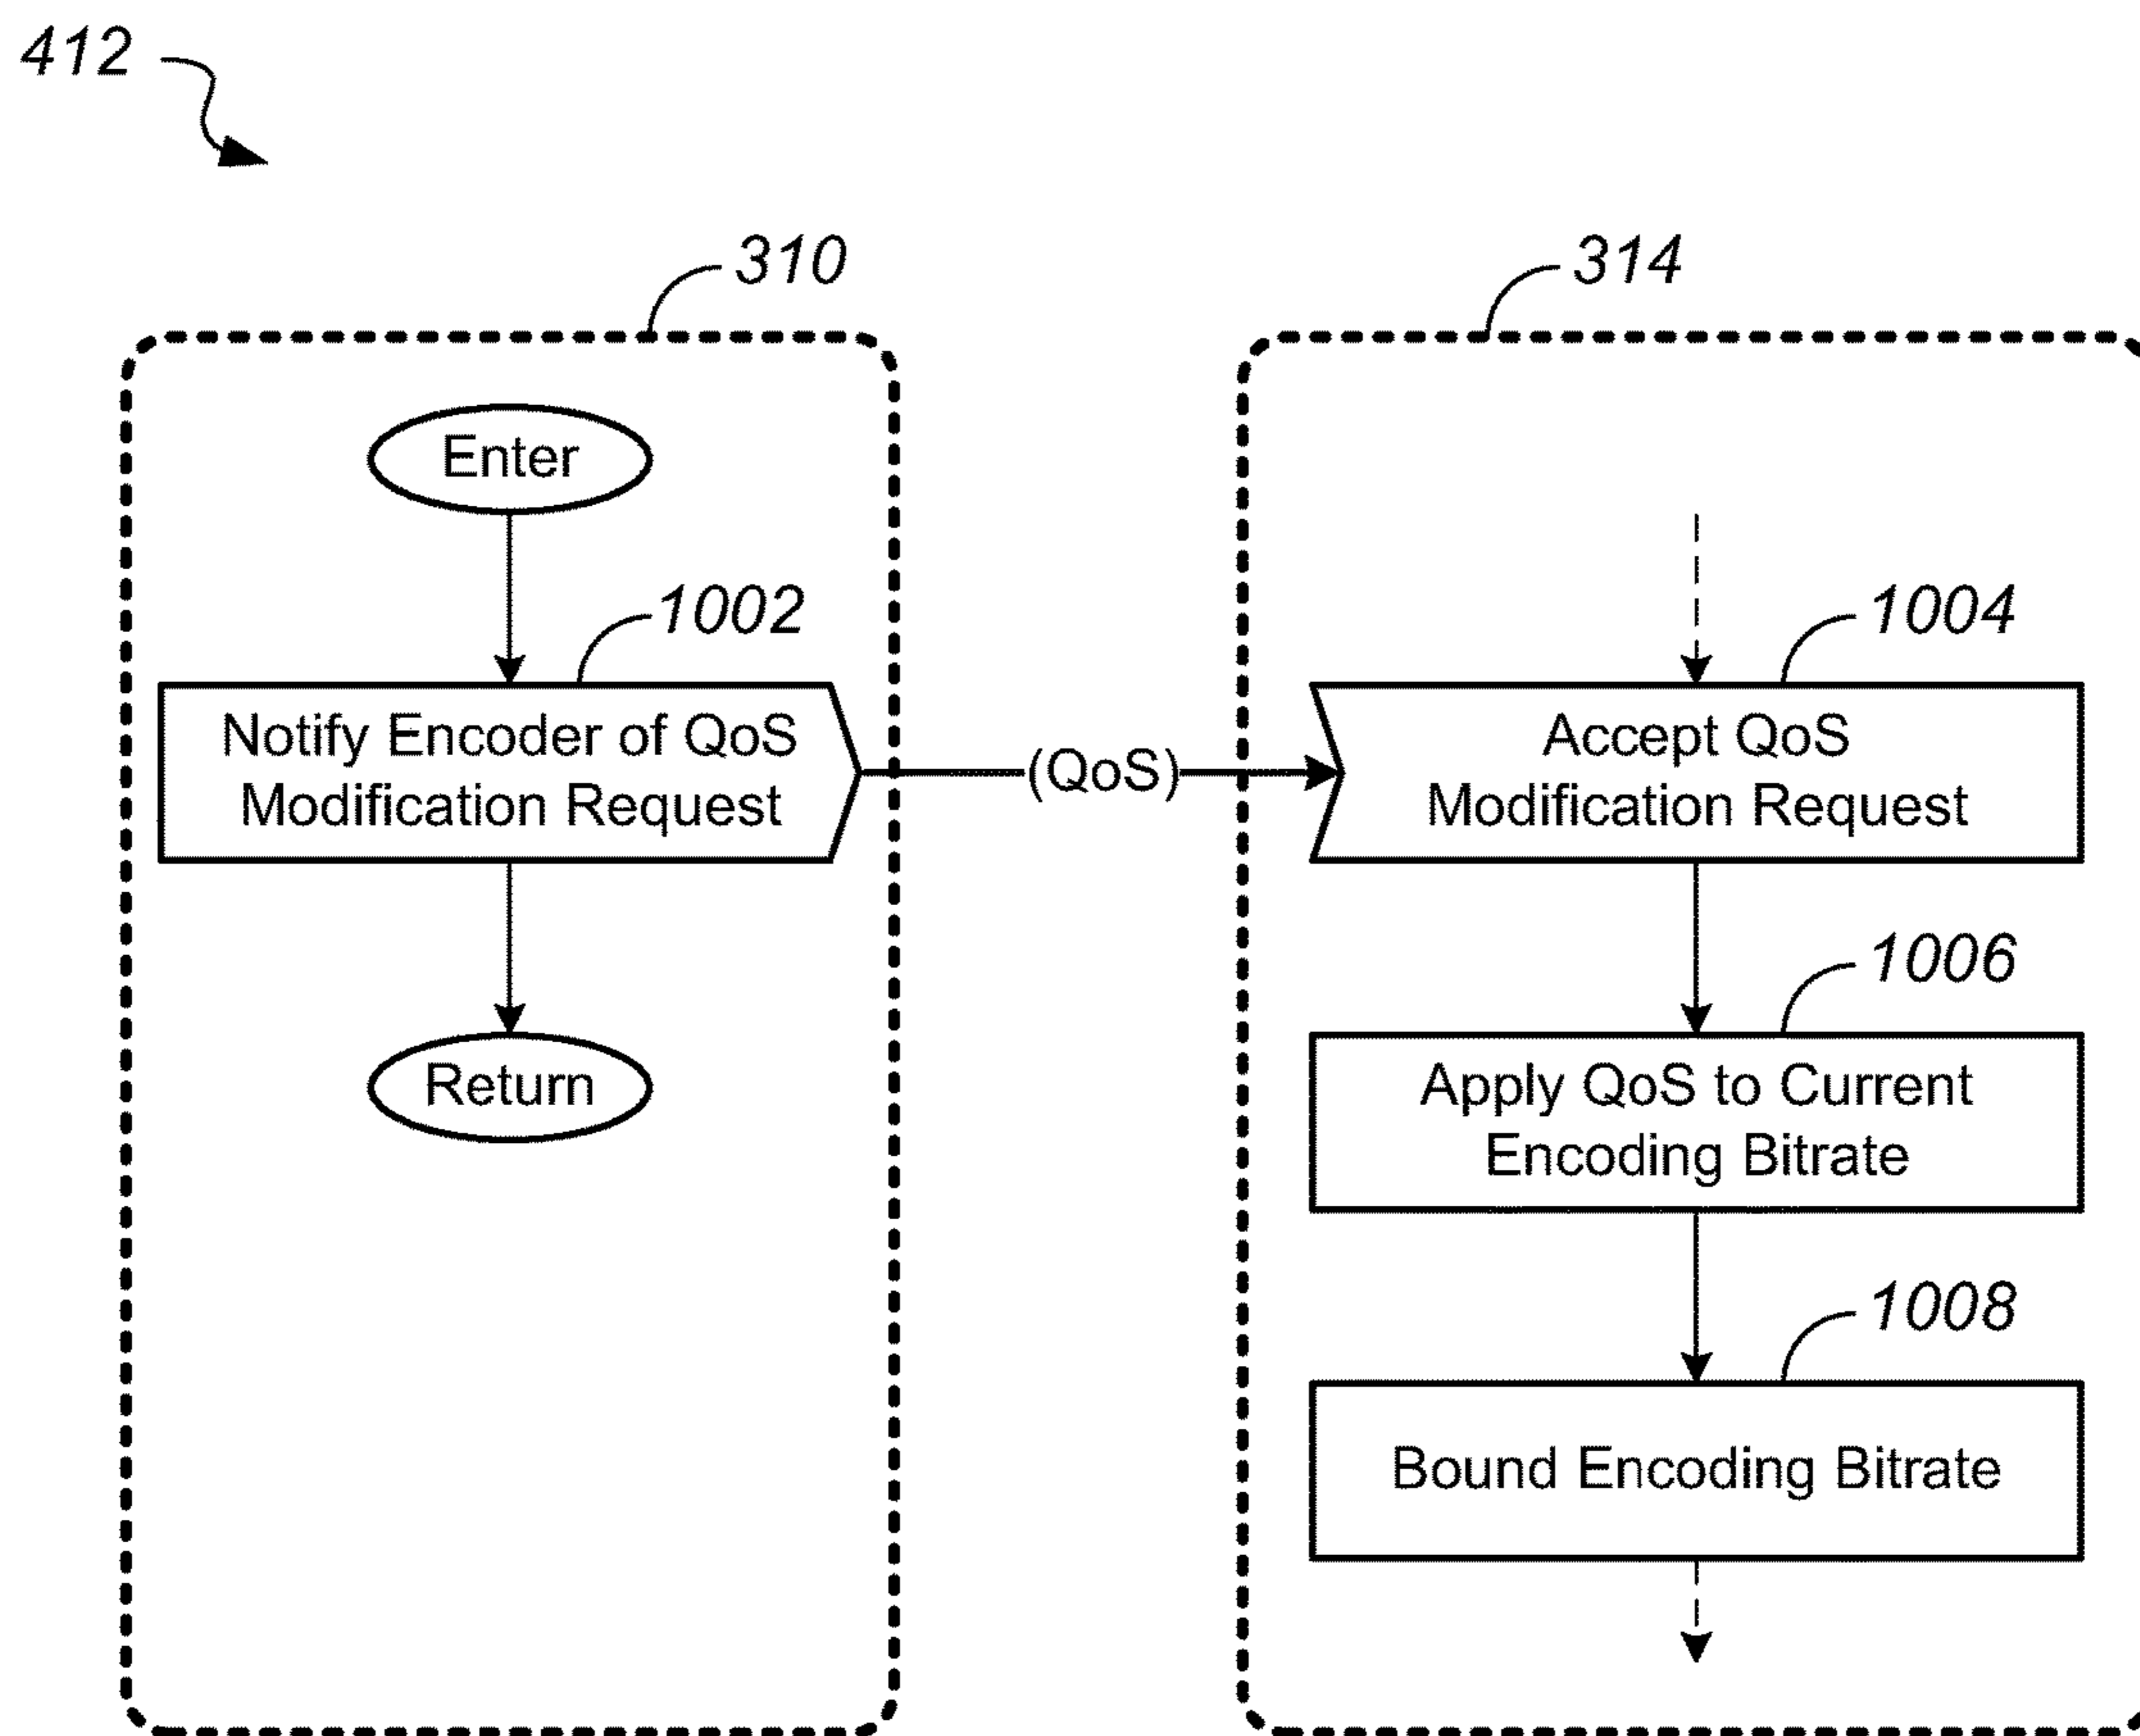 412
310
314
Enter
1002
1004
Notify Encoder of QoS
Modification Request
(QoS)
Accept QoS
Modification Request
1006
Return
Apply QoS to Current
Encoding Bitrate
1008
Bound Encoding Bitrate